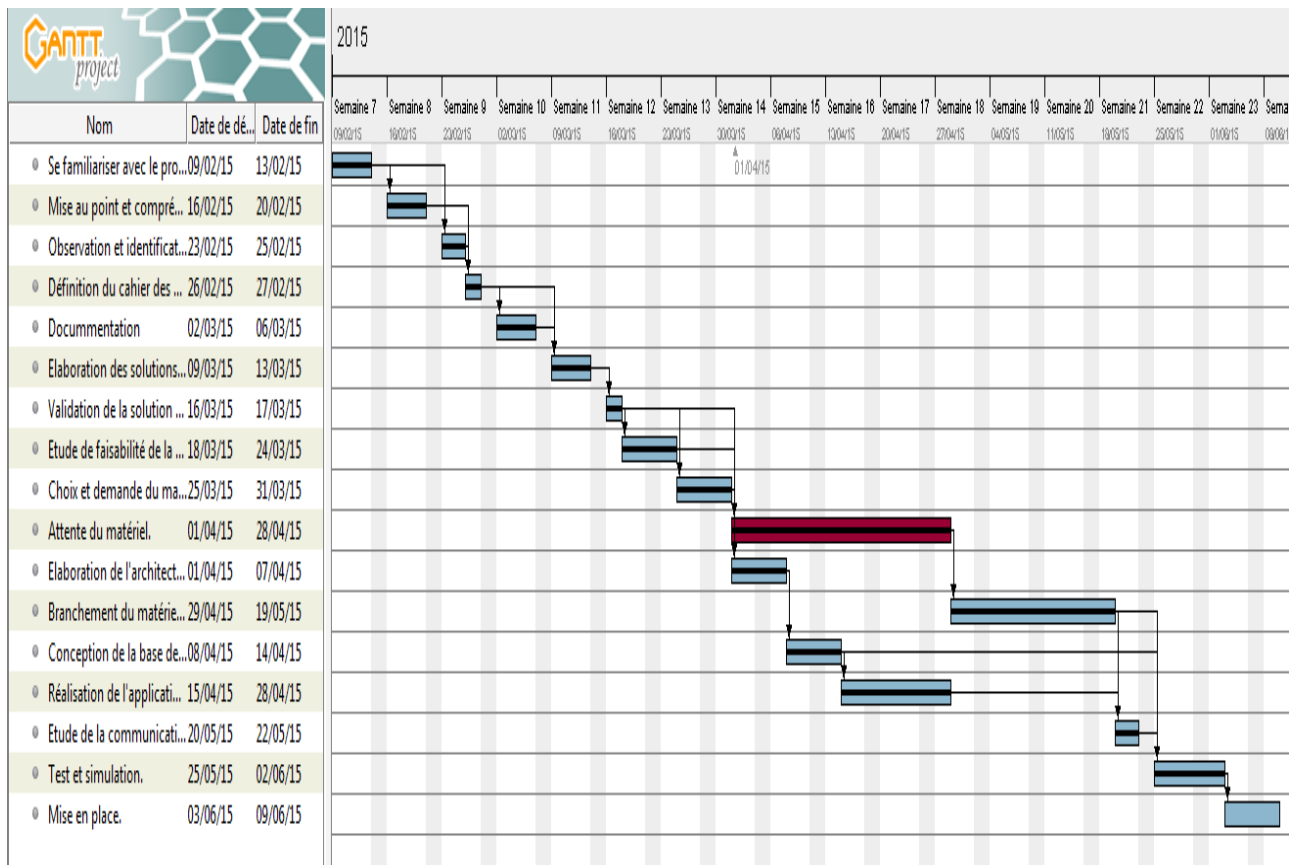 GANTT
project
2015
Nom Date de dé... Date de fin
Semaine 7 Semaine 8 Semaine 9 Semaine 10 Semaine 11 Semaine 12 Semaine 13 Semaine 14 Semaine 15 Semaine 16 Semaine 17 Semaine 18 Semaine 19 Semaine 20 Semaine 21 Semaine 22 Semaine 23 Sema
09/02/15 16/02/15 23/02/15 02/03/15 09/03/15 16/03/15 23/03/15 30/03/15 06/04/15 13/04/15 20/04/15 27/04/15 04/05/15 11/05/15 18/05/15 25/05/15 01/06/15 08/06/15
01/04/15
Se familiariser avec le pro... 09/02/15 13/02/15
Mise au point et compré... 16/02/15 20/02/15
Observation et identificat... 23/02/15 25/02/15
Définition du cahier des ... 26/02/15 27/02/15
Docummentation 02/03/15 06/03/15
Elaboration des solutions... 09/03/15 13/03/15
Validation de la solution ... 16/03/15 17/03/15
Etude de faisabilité de la ... 18/03/15 24/03/15
Choix et demande du ma... 25/03/15 31/03/15
Attente du matériel. 01/04/15 28/04/15
Elaboration de l'architect... 01/04/15 07/04/15
Branchement du matérie... 29/04/15 19/05/15
Conception de la base de... 08/04/15 14/04/15
Réalisation de l'applicati... 15/04/15 28/04/15
Etude de la communicati... 20/05/15 22/05/15
Test et simulation. 25/05/15 02/06/15
Mise en place. 03/06/15 09/06/15